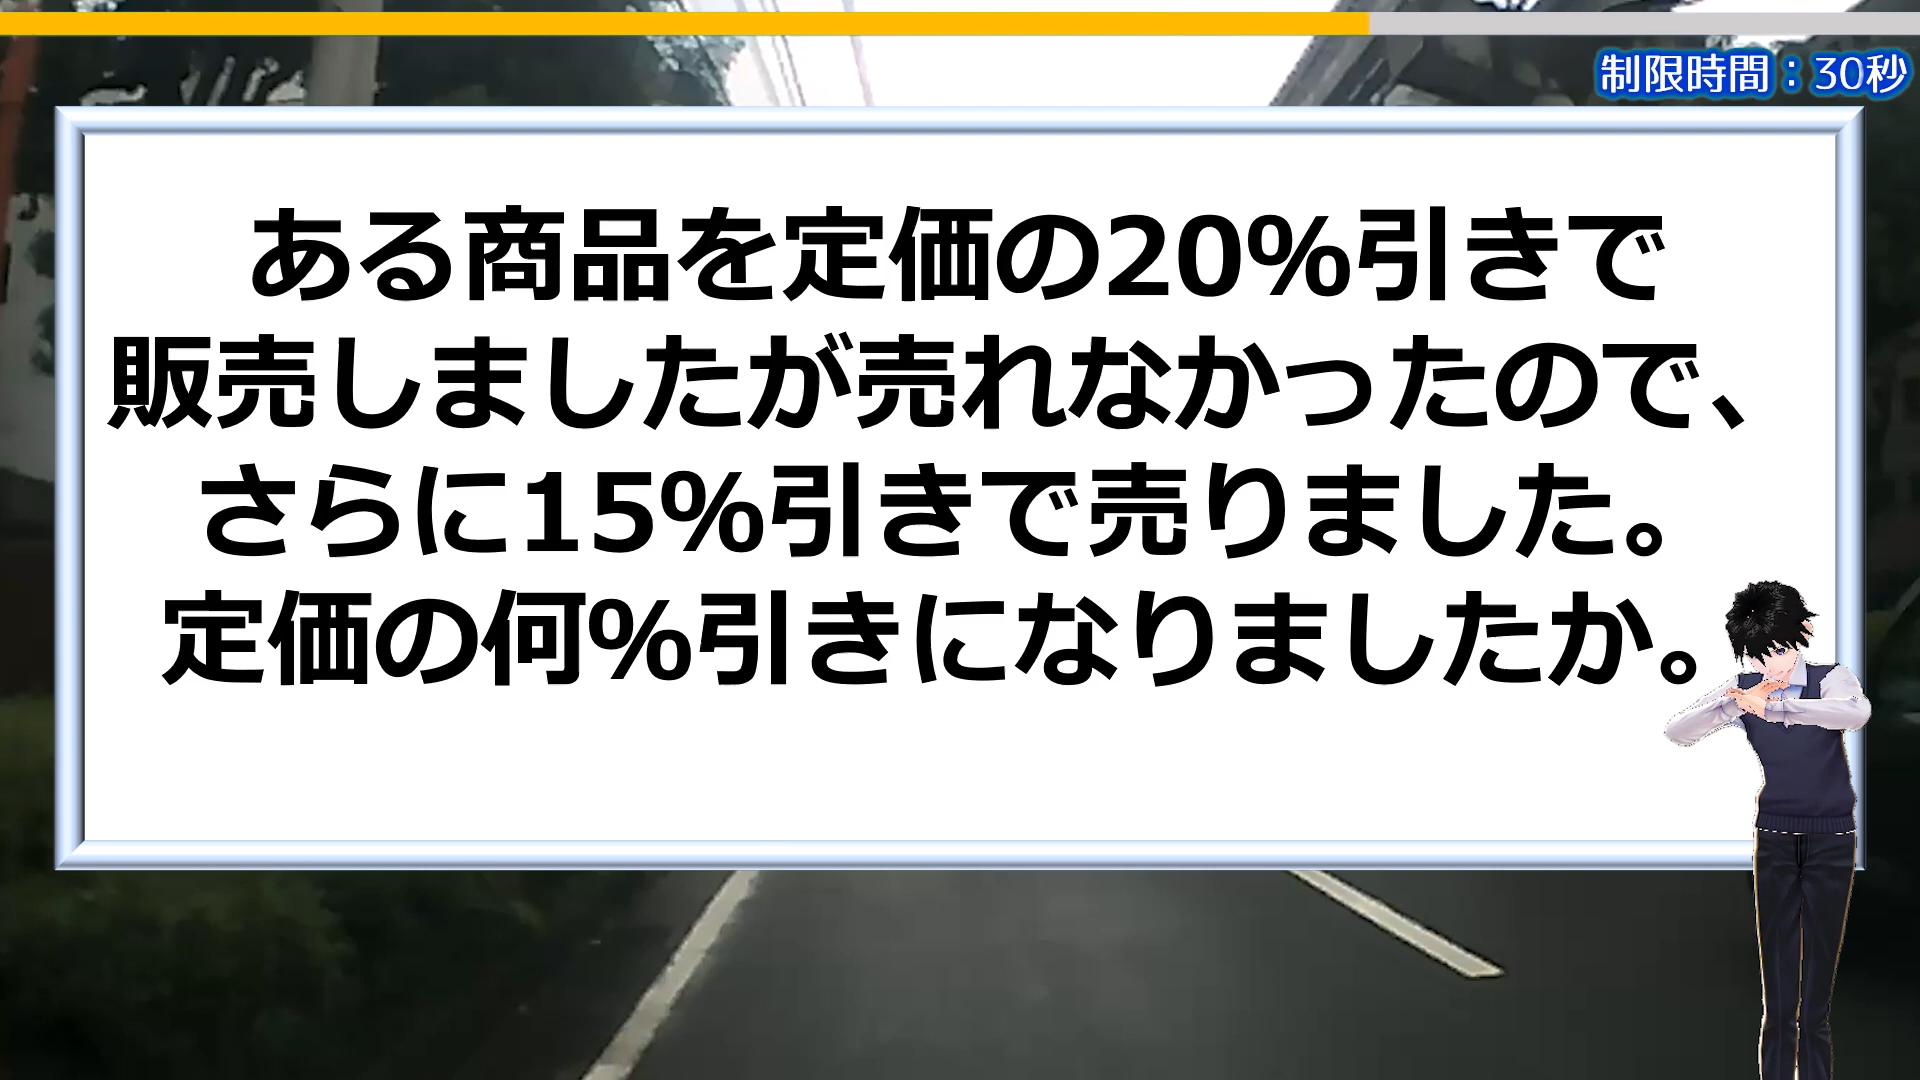 制限時間：30秒
ある商品を定価の20%引きで
販売しましたが売れなかったので、
さらに15%引きで売りました。
定価の何%引きになりましたか。